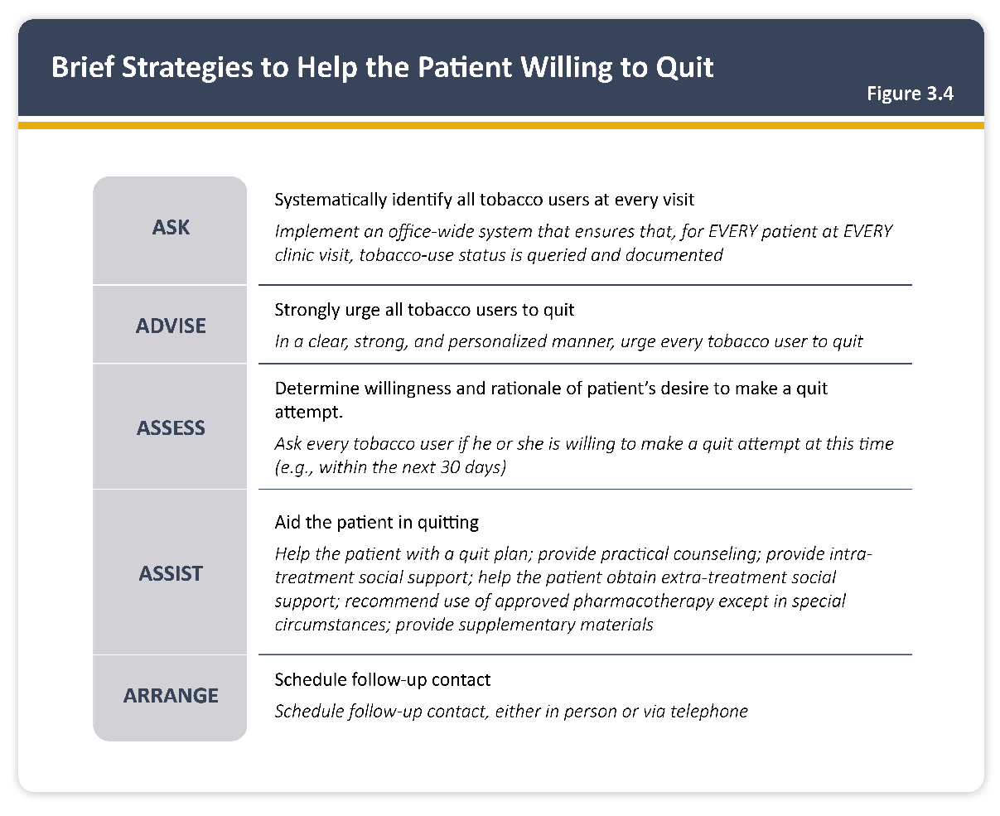 Brief Strategies to Help the Patient Willing to Quit
Figure 3.4
ASK
Systematically identify all tobacco users at every visit
Implement an office-wide system that ensures that, for EVERY patient at EVERY
clinic visit, tobacco-use status is queried and documented
ADVISE
Strongly urge all tobacco users to quit
In a clear, strong, and personalized manner, urge every tobacco user to quit
ASSESS
Determine willingness and rationale of patient’s desire to make a quit
attempt.
Ask every tobacco user if he or she is willing to make a quit attempt at this time
(e.g., within the next 30 days)
ASSIST
Aid the patient in quitting
Help the patient with a quit plan; provide practical counseling; provide intra-
treatment social support; help the patient obtain extra-treatment social
support; recommend use of approved pharmacotherapy except in special
circumstances; provide supplementary materials
ARRANGE
Schedule follow-up contact
Schedule follow-up contact, either in person or via telephone